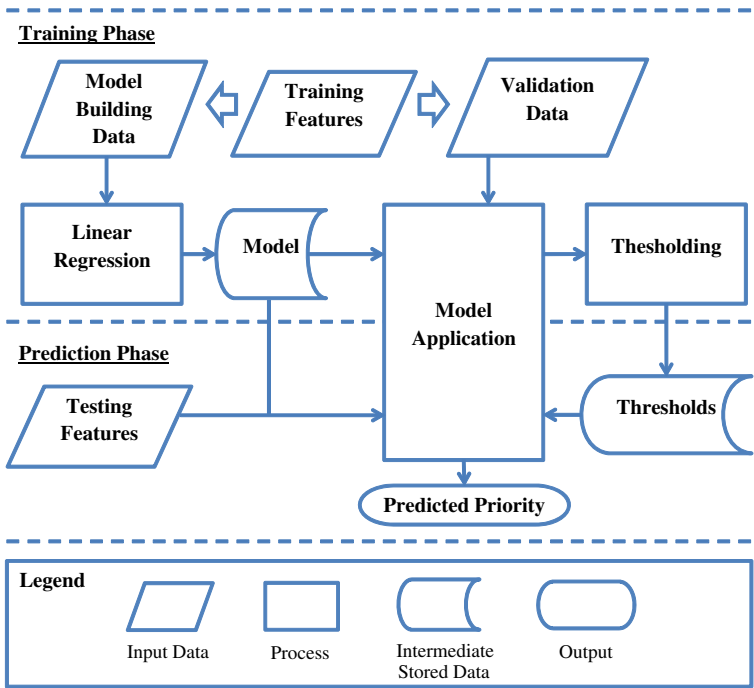 Training Phase
Model
Building
Data
Training
Features
Validation
Data
Linear
Regression
Model
Model
Application
Thesholding
Prediction Phase
Testing
Features
Thresholds
Predicted Priority
Legend
Input Data
Process
Intermediate
Stored Data
Output